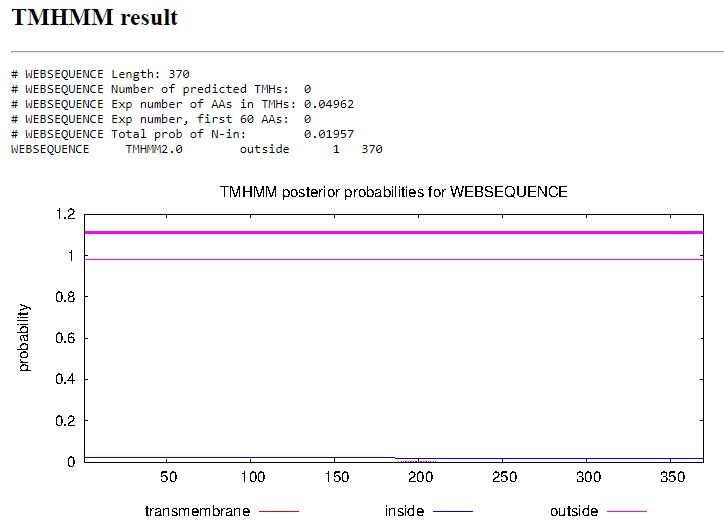 TMHMM result
# WEBSEQUENCE Length: 370
# WEBSEQUENCE Number of predicted TMHs:  0
# WEBSEQUENCE Exp number of AAs in TMHs: 0.04962
# WEBSEQUENCE Exp number, first 60 AAs:  0
# WEBSEQUENCE Total prob of N-in:        0.01957
WEBSEQUENCE     TMHMM2.0        outside      1   370
TMHMM posterior probabilities for WEBSEQUENCE
1.2
1
0.8
0.6
0.4
0.2
0
probability
50 100 150 200 250 300 350
transmembrane inside outside